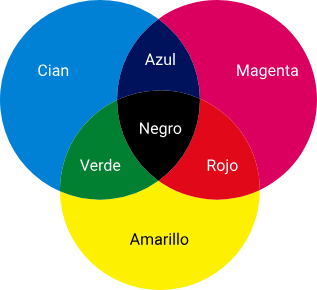 Azul
Cian
Magenta
Negro
Verde
Rojo
Amarillo